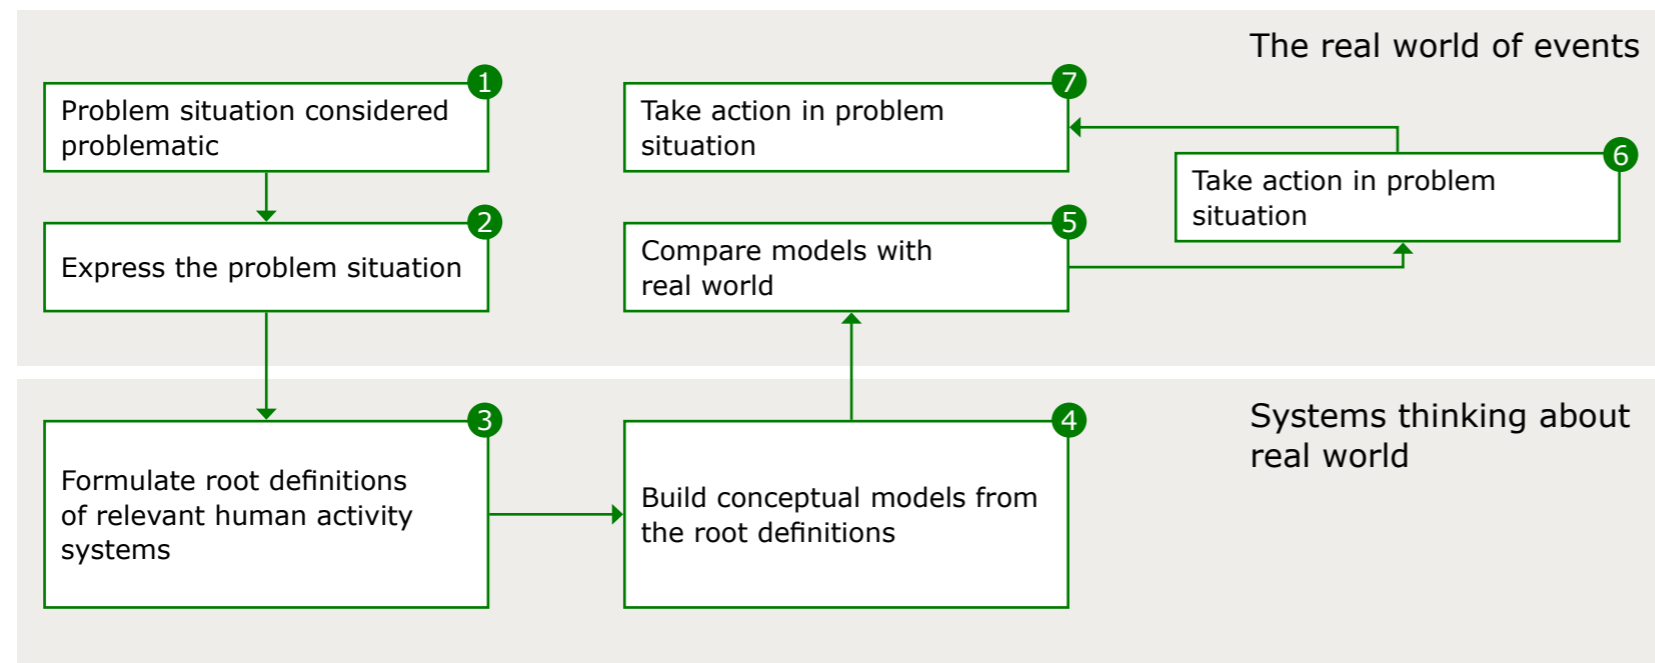 The real world of events
1
Problem situation considered
problematic
2
Express the problem situation
3
Formulate root definitions
of relevant human activity
systems
4
Build conceptual models from
the root definitions
5
Compare models with
real world
6
Take action in problem
situation
7
Take action in problem
situation
Systems thinking about
real world